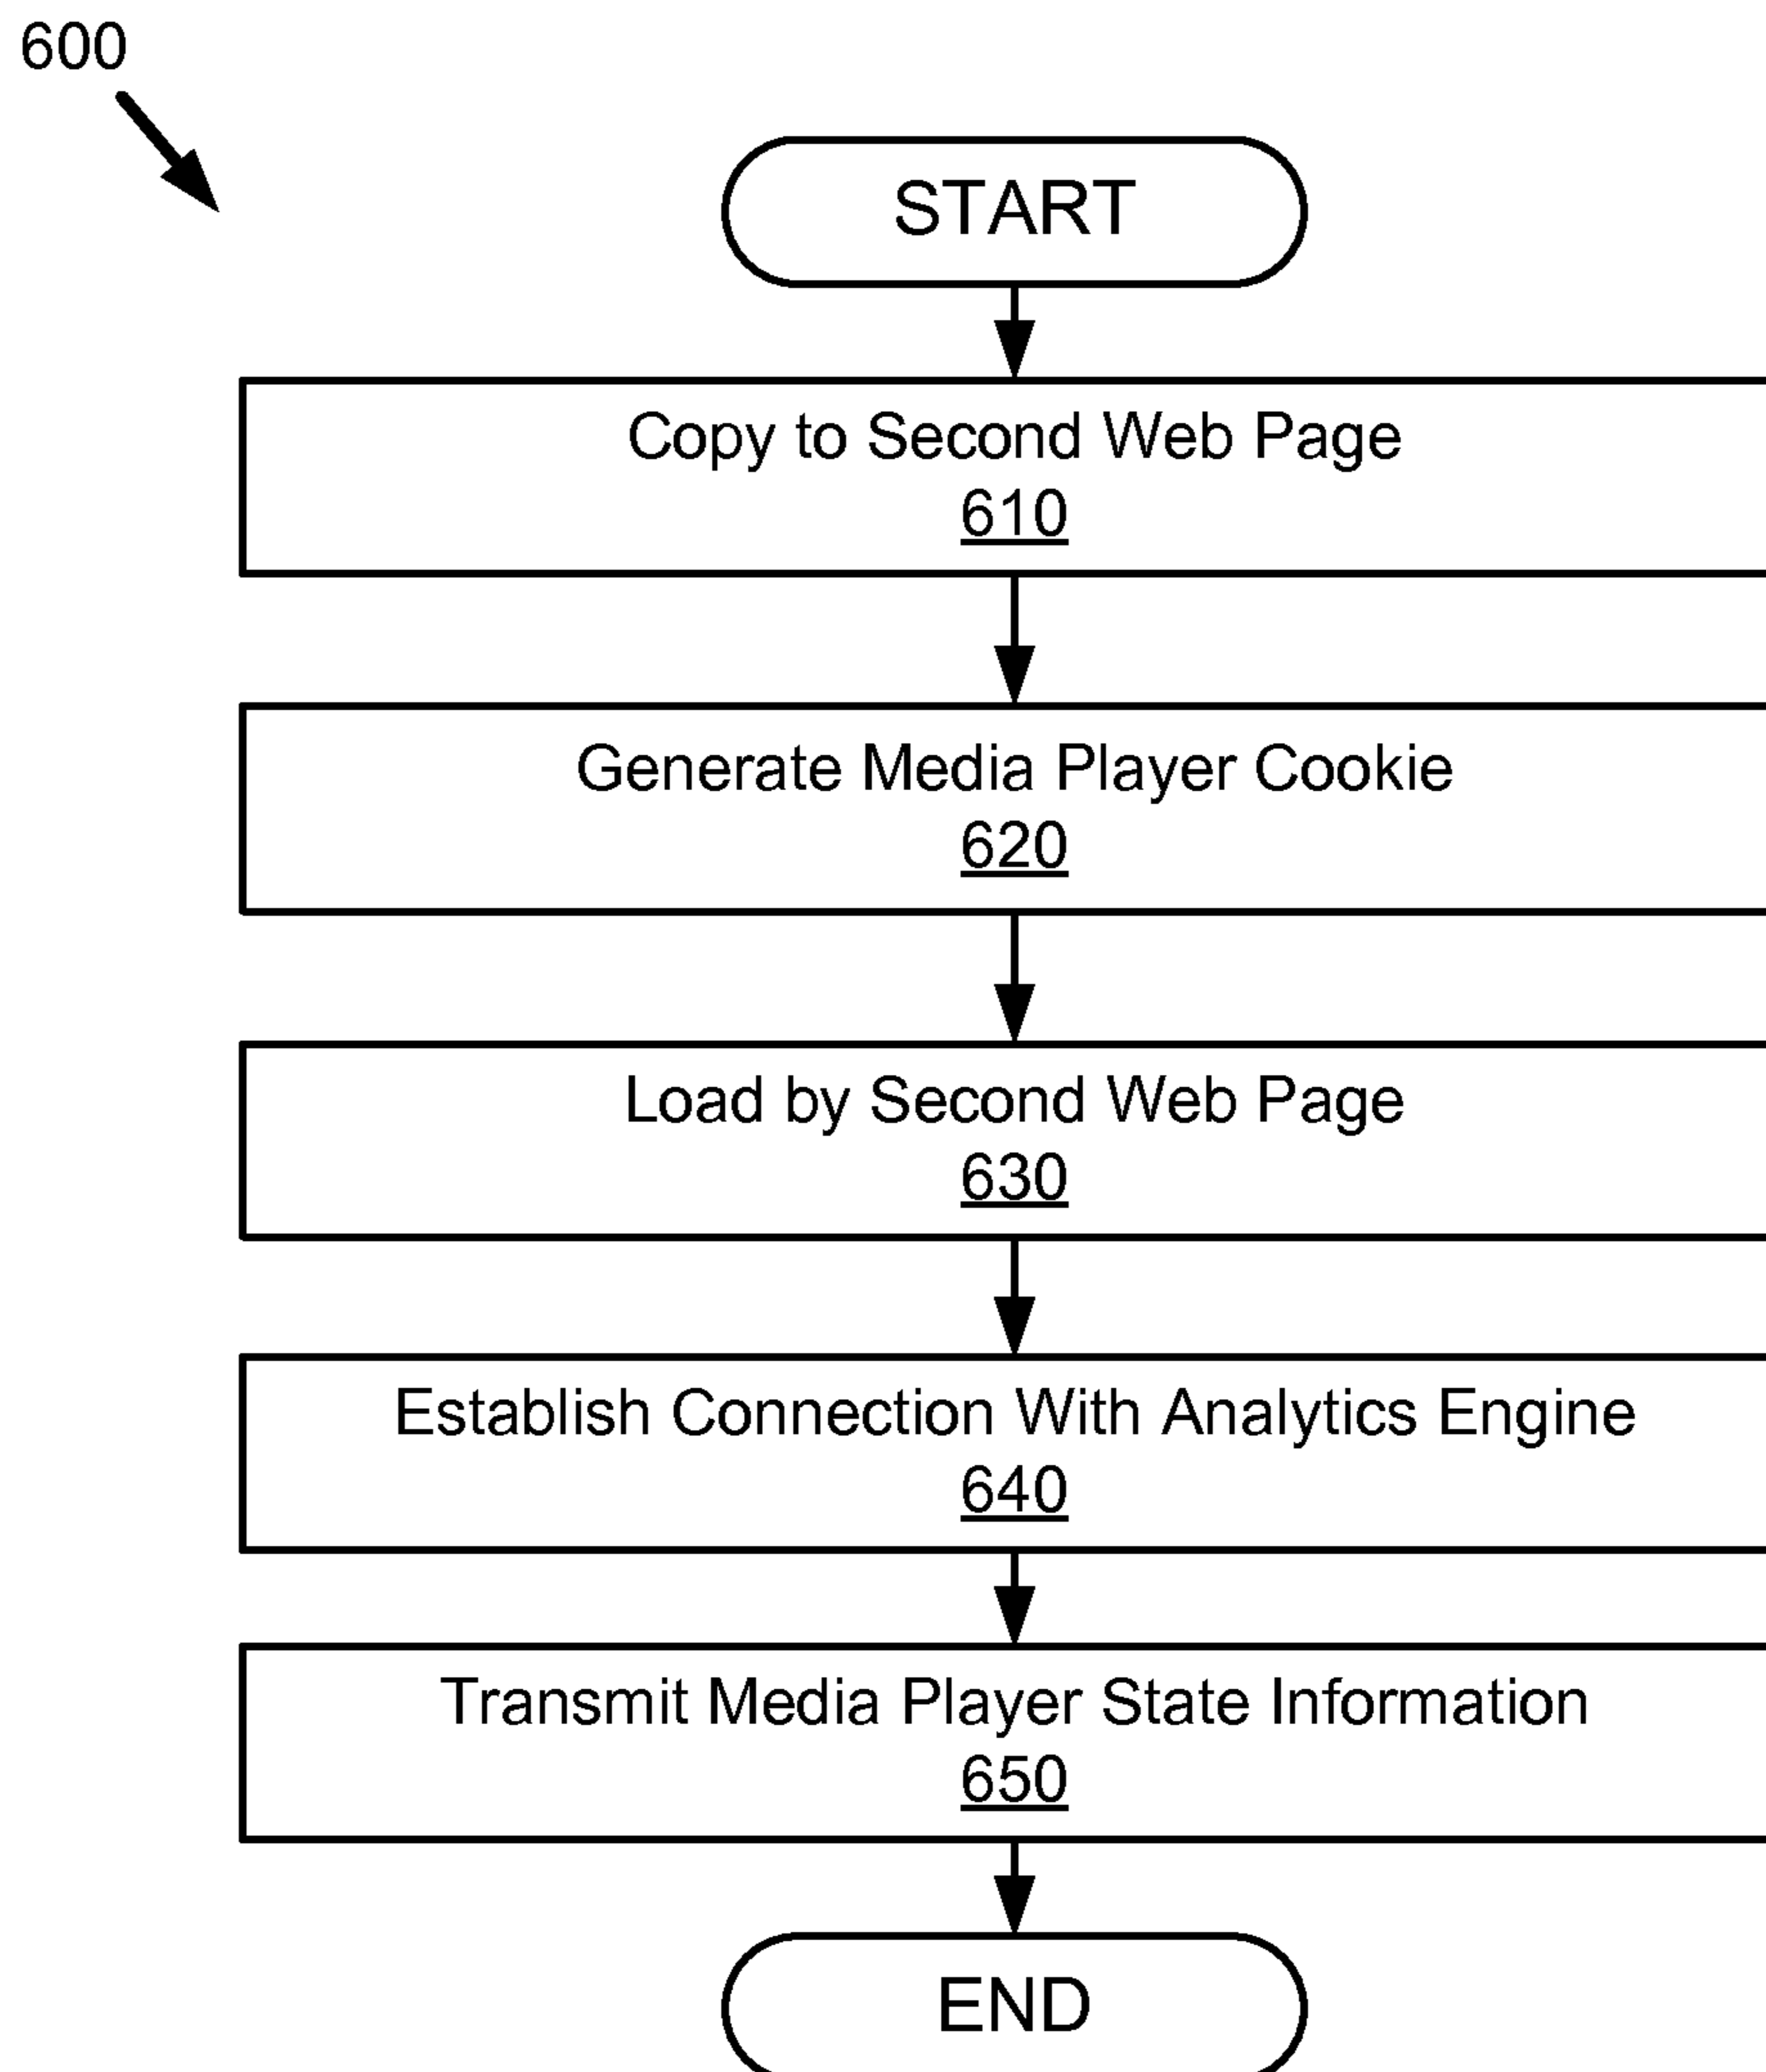 600
START
Copy to Second Web Page
610
Generate Media Player Cookie
620
Load by Second Web Page
630
Establish Connection With Analytics Engine
640
Transmit Media Player State Information
650
END